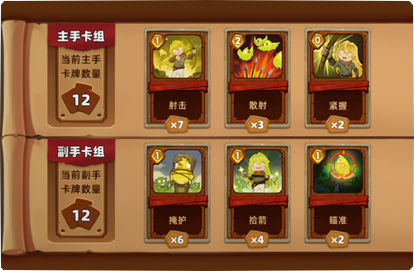 主手卡组
当前主手
卡牌数量
12
1
射击
×7
2
散射
×3
0
紧握
×2
副手卡组
当前副手
卡牌数量
12
1
掩护
×6
1
拾箭
×4
1
瞄准
×2